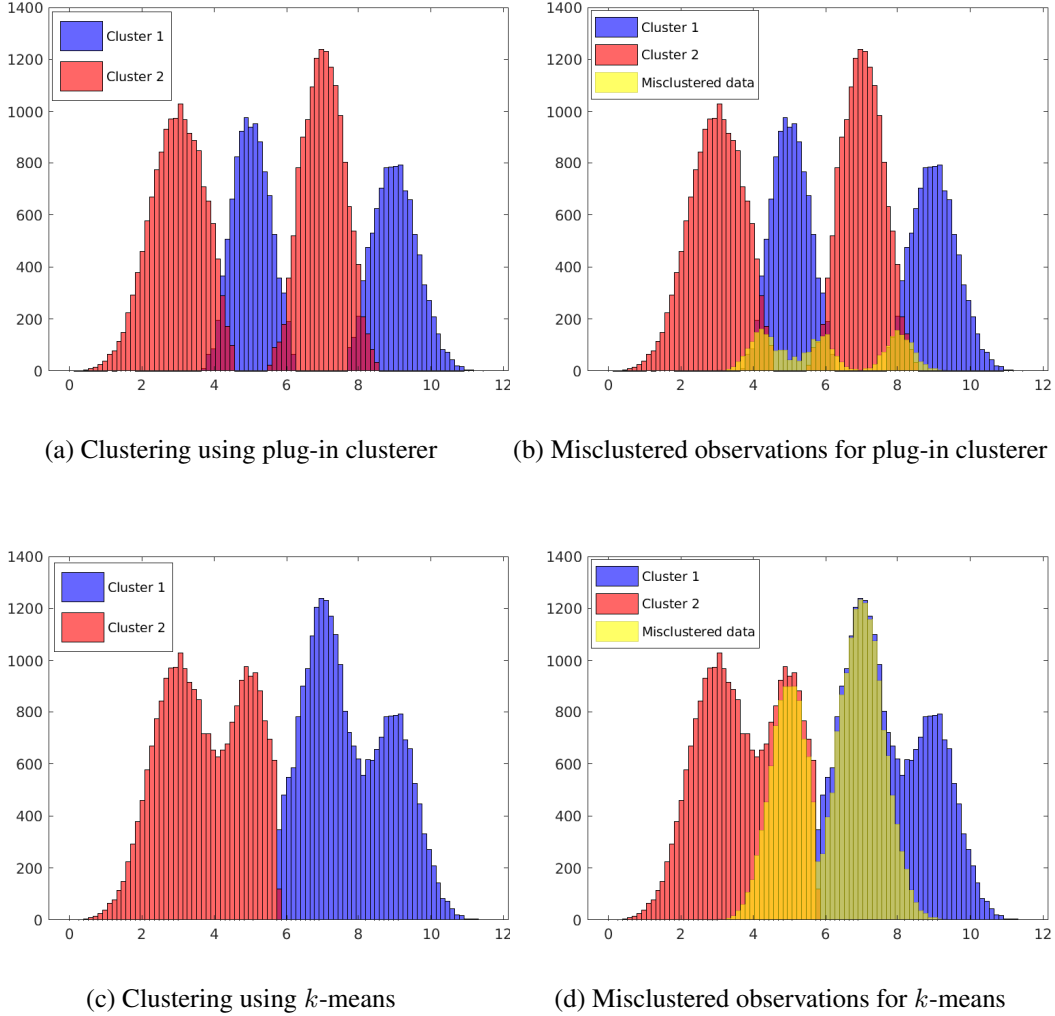 1400
1200
1000
800
600
400
200
0
0 2 4 6 8 10 12
Cluster 1
Cluster 2
(a) Clustering using plug-in clusterer
1400
1200
1000
800
600
400
200
0
0 2 4 6 8 10 12
Cluster 1
Cluster 2
Misclustered data
(b) Misclustered observations for plug-in clusterer
1400
1200
1000
800
600
400
200
0
0 2 4 6 8 10 12
Cluster 1
Cluster 2
(c) Clustering using k-means
1400
1200
1000
800
600
400
200
0
0 2 4 6 8 10 12
Cluster 1
Cluster 2
Misclustered data
(d) Misclustered observations for k-means